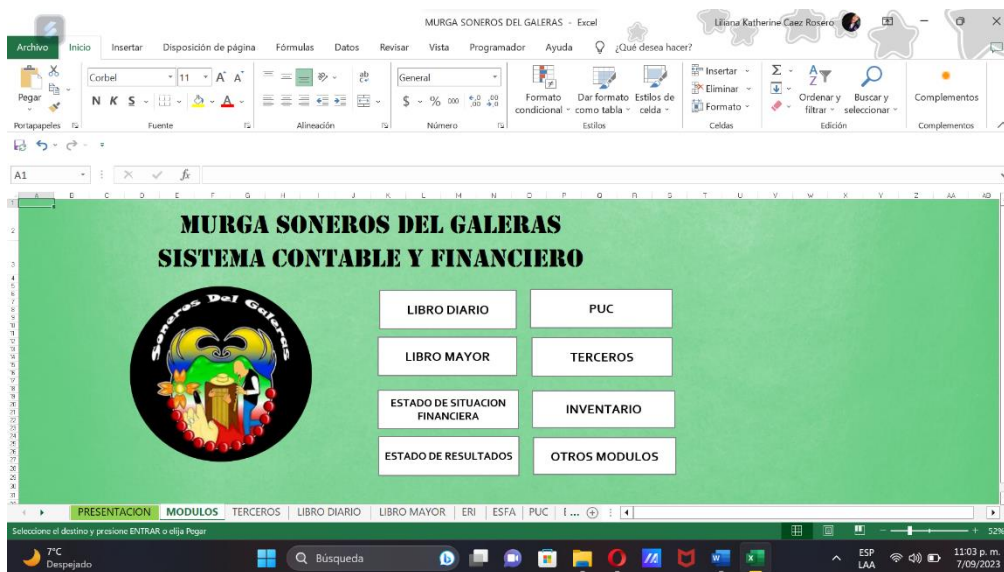 MURGA SONEROS DEL GALERAS - Excel
Liliana Katherine Caez Rosero
Archivo Inicio Insertar Disposición de página Fórmulas Datos Revisar Vista Programador Ayuda ¿Qué desea hacer?
Pegar
Corbel 11 A A
N K S A
ab
General
$ % 000
Formato condicional
Dar formato como tabla
Estilos de celda
Insertar
Eliminar
Formato
Ordenar y filtrar
Buscar y seleccionar
Complementos
Portapapeles Fuente Alineación Número Estilos Celdas Edición Complementos
A1 fx
MURGA SONEROS DEL GALERAS
SISTEMA CONTABLE Y FINANCIERO
Soneros Del Galeras
LIBRO DIARIO PUC
LIBRO MAYOR TERCEROS
ESTADO DE SITUACION FINANCIERA INVENTARIO
ESTADO DE RESULTADOS OTROS MODULOS
PRESENTACION MODULOS TERCEROS LIBRO DIARIO LIBRO MAYOR ERI ESFA PUC I ...
Seleccione el destino y presione ENTRAR o elija Pegar
52%
7°C
Despejado
Búsqueda
ESP
LAA
11:03 p. m.
7/09/2023